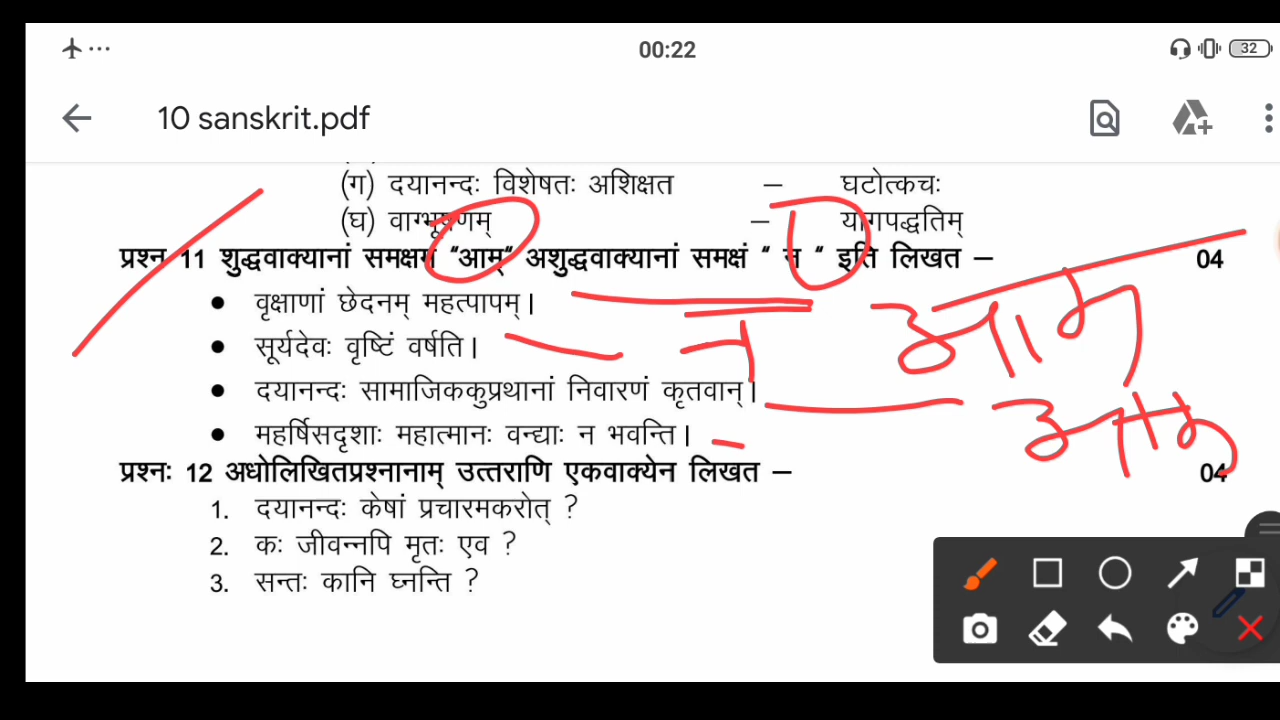 00:22
32
10 sanskrit.pdf
(ग) दयानन्दः विशेषतः अशिक्षत – घटोत्कचः
(घ) वाग्भूषणम् – योगपद्धतिम्
प्रश्न 11 शुद्धवाक्यानां समक्षम् “आम्“ अशुद्धवाक्यानां समक्षं “ न “ इति लिखत – 04
• वृक्षाणां छेदनम् महत्पापम्। आम्
• सूर्यदेवः वृष्टिं वर्षति। न
• दयानन्दः सामाजिककुप्रथानां निवारणं कृतवान्। आम्
• महर्षिसदृशाः महात्मानः वन्द्याः न भवन्ति।
प्रश्नः 12 अधोलिखितप्रश्नानाम् उत्तराणि एकवाक्येन लिखत – 04
1. दयानन्दः केषां प्रचारमकरोत् ?
2. कः जीवन्नपि मृतः एव ?
3. सन्तः कानि घ्नन्ति ?